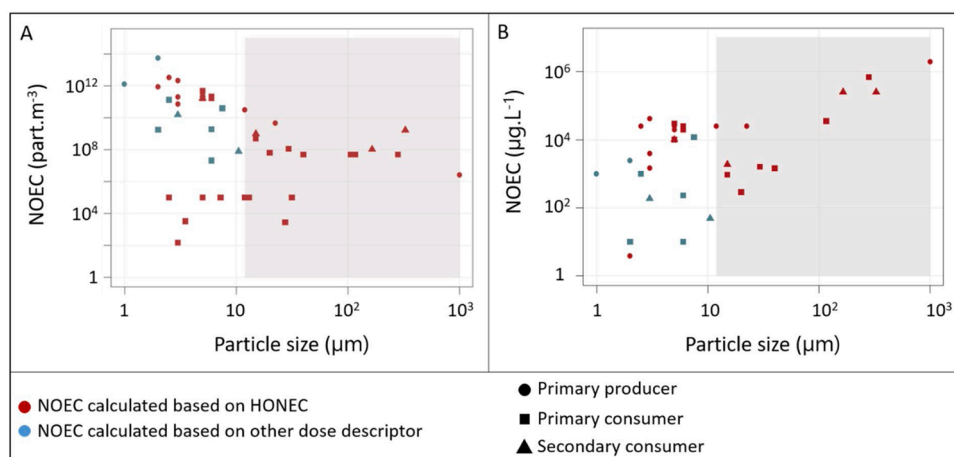 A
NOEC (part.m⁻³)
10¹²
10⁸
10⁴
1
1 10 10² 10³
Particle size (µm)
B
NOEC (µg.L⁻¹)
10⁶
10⁴
10²
1
1 10 10² 10³
Particle size (µm)
NOEC calculated based on HONEC
NOEC calculated based on other dose descriptor
Primary producer
Primary consumer
Secondary consumer